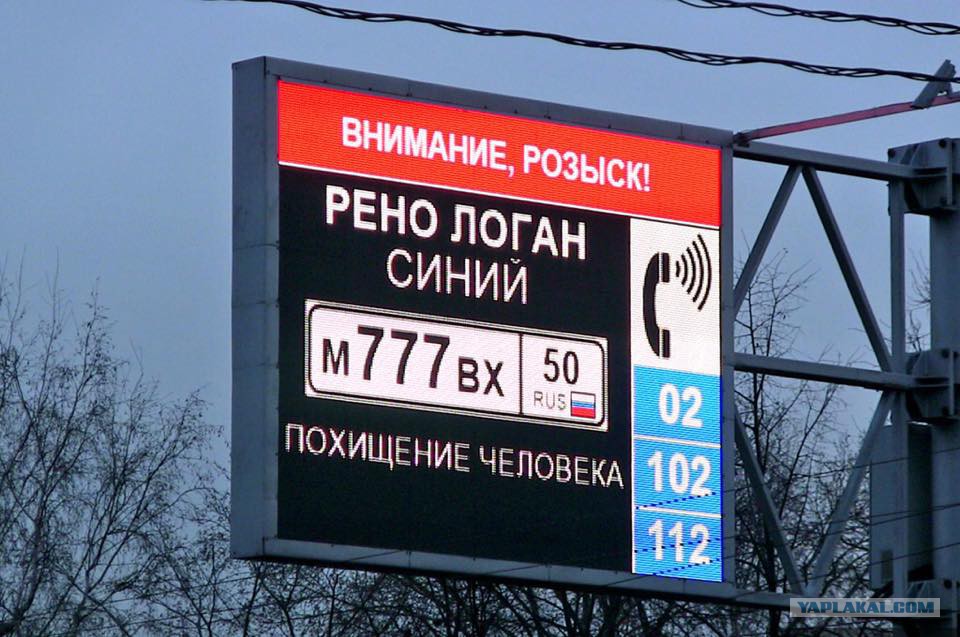 ВНИМАНИЕ, РОЗЫСК!
РЕНО ЛОГАН
СИНИЙ
М777ВХ 50
RUS
ПОХИЩЕНИЕ ЧЕЛОВЕКА
02
102
112
YAPLAKAL.COM